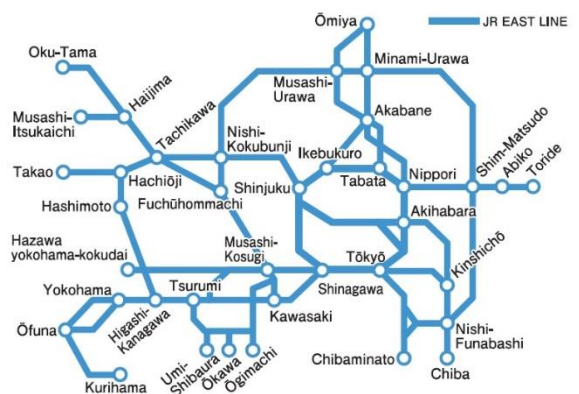 JR EAST LINE
Ōmiya
Oku-Tama
Minami-Urawa
Musashi-
Urawa
Haijima
Musashi-
Itsukaichi
Tachikawa
Akabane
Nishi-
Kokubunji
Ikebukuro
Shim-Matsudo
Abiko
Toride
Takao
Hachiōji
Shinjuku
Tabata
Nippori
Fuchūhommachi
Hashimoto
Akihabara
Hazawa
yokohama-kokudai
Musashi-
Kosugi
Tōkyō
Kinshichō
Yokohama
Tsurumi
Shinagawa
Higashi-
Kanagawa
Kawasaki
Ōfuna
Nishi-
Funabashi
Umi-
Shibaura
Ōkawa
Ōgimachi
Chibaminato
Chiba
Kurihama